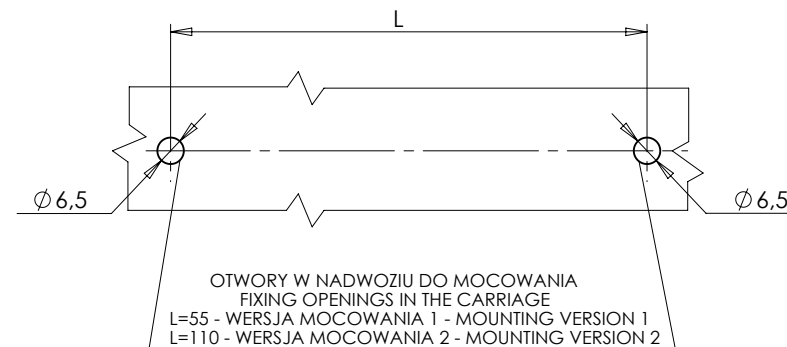 L
Ø6,5
Ø6,5
OTWORY W NADWOZIU DO MOCOWANIA
FIXING OPENINGS IN THE CARRIAGE
L=55 - WERSJA MOCOWANIA 1 - MOUNTING VERSION 1
L=110 - WERSJA MOCOWANIA 2 - MOUNTING VERSION 2